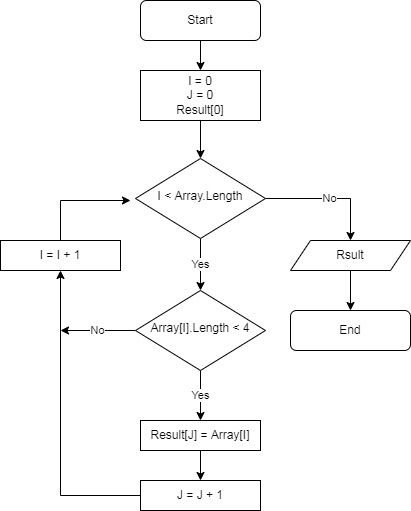 Start
I = 0
J = 0
Result[0]
I < Array.Length
No
Yes
I = I + 1
Rsult
Array[I].Length < 4
No
End
Yes
Result[J] = Array[I]
J = J + 1